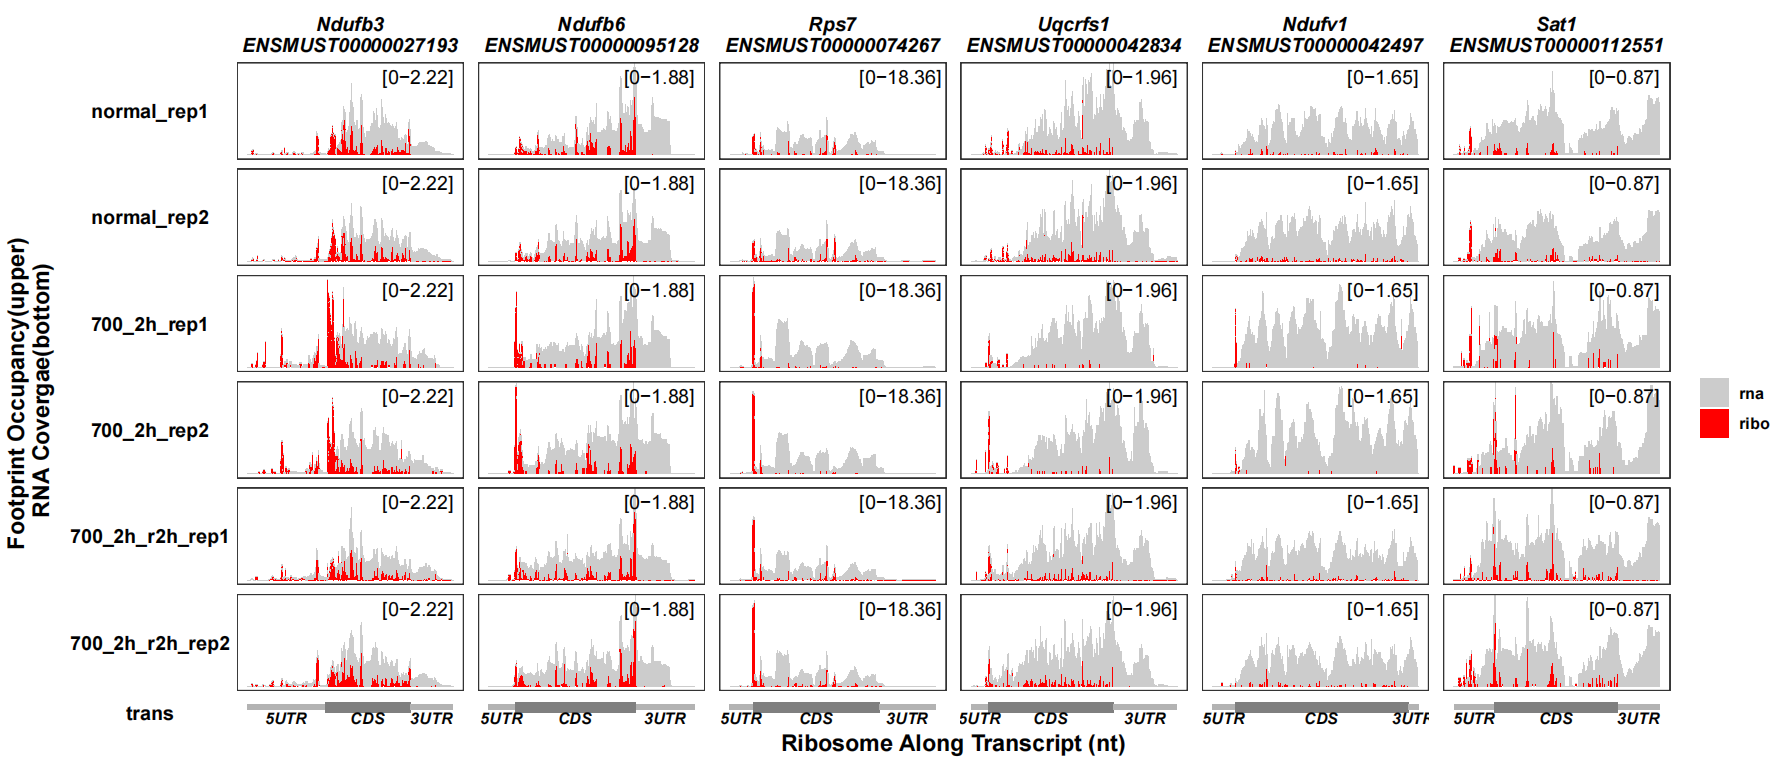 Ndufb3 Ndufb6 Rps7 Uqcrfs1 Ndufv1 Sat1
ENSMUST00000027193 ENSMUST00000095128 ENSMUST00000074267 ENSMUST00000042834 ENSMUST00000042497 ENSMUST00000112551
normal_rep1 [0−2.22] [0−1.88] [0−18.36] [0−1.96] [0−1.65] [0−0.87]
normal_rep2 [0−2.22] [0−1.88] [0−18.36] [0−1.96] [0−1.65] [0−0.87]
700_2h_rep1 [0−2.22] [0−1.88] [0−18.36] [0−1.96] [0−1.65] [0−0.87]
700_2h_rep2 [0−2.22] [0−1.88] [0−18.36] [0−1.96] [0−1.65] [0−0.87]
700_2h_r2h_rep1 [0−2.22] [0−1.88] [0−18.36] [0−1.96] [0−1.65] [0−0.87]
700_2h_r2h_rep2 [0−2.22] [0−1.88] [0−18.36] [0−1.96] [0−1.65] [0−0.87]
trans 5UTR CDS 3UTR 5UTR CDS 3UTR 5UTR CDS 3UTR 5UTR CDS 3UTR 5UTR CDS 3UTR 5UTR CDS 3UTR
Ribosome Along Transcript (nt)
Footprint Occupancy(upper)
RNA Covergae(bottom)
rna
ribo